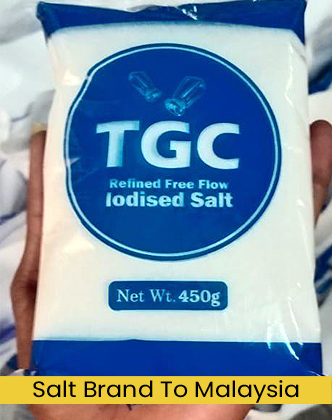 TGC
Refined Free Flow
Iodised Salt
Net Wt. 450g
Salt Brand To Malaysia